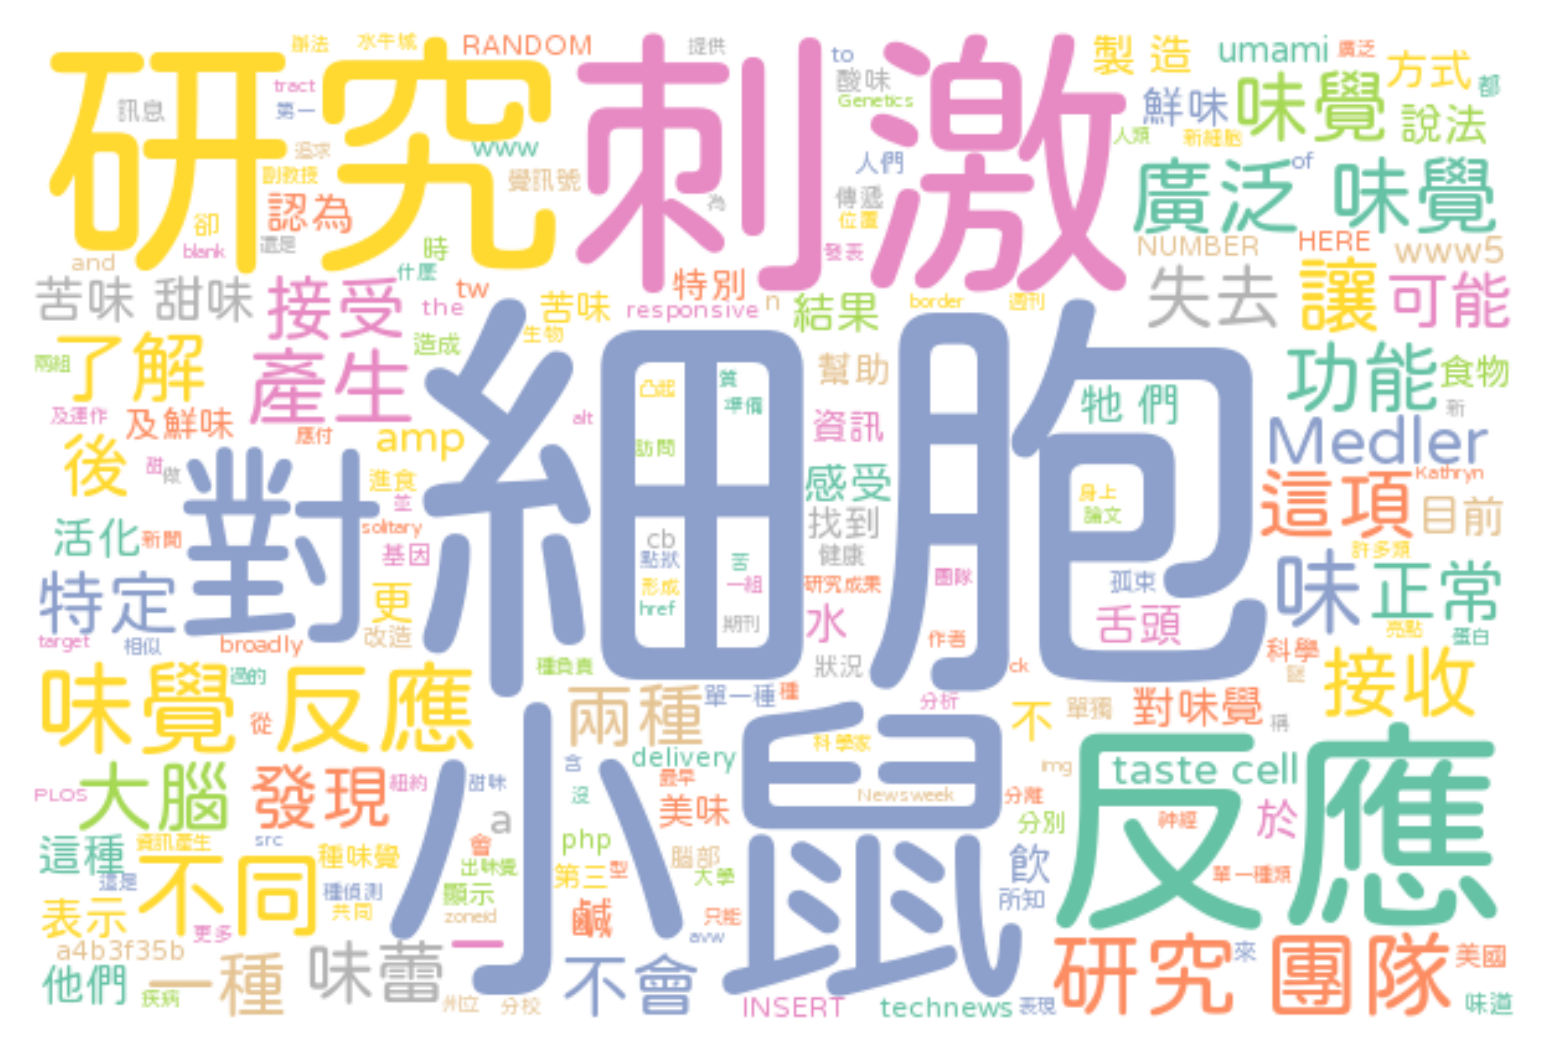 辦法 水牛城 RANDOM 提供 to 製 造 umami 廣泛 方式 都
研究 刺激
tract 訊息 第一 酸味 Genetics 鮮味 味覺 說法
追求 www 人類 新細胞
副教授 覺訊號 人們 of 廣泛 味覺
認為 卻 為 傳遞 位置
blank 還是 時 發表 NUMBER HERE www5
and 什麼 特別
苦味 甜味 接受 tw the 苦味 responsive n 結果 border 週刊 失去 讓 可能
造成 生物
兩組 了解 產生 凸起 質 幫助 牠 們 功能 食物
準備 新
及運作 及鮮味 應付 amp alt 資訊 Medler
訪問
後 甜 做 進食 感受 Kathryn
對 細胞
並 身上 論文 這項 目前
活化 新聞 solitary 找到
基因 cb 健康 許多類
點狀 苦
特定 更 形成 一組 研究成果 團隊 孤束 味 正常
href 期刊 水 舌頭
target 相似 broadly 改造 作者 亮點 蛋白
科學
味覺 過的 反應 種負責 狀況 ck 謎 接收
兩種 單一種 種 分析
從 不 單獨 對味覺 稱
小鼠 反應
科學家 delivery taste cell
大腦 發現 紐約 甜味 含 最早 img
PLOS 沒 美味 Newsweek 分離
a 分別 神經 於
這種 資訊產生 src 種味覺 會 php 腦部
這是 不同 出味覺 第三 型 大學 飲 單一種類
種偵測 顯示 所知
表示 共同 zoneid 鹹 只能
更多 avw
a4b3f35b 一 研究 團隊 來 美國
他們 疾病 一種 味蕾 不會
州立 分校 INSERT technews 表現 味道